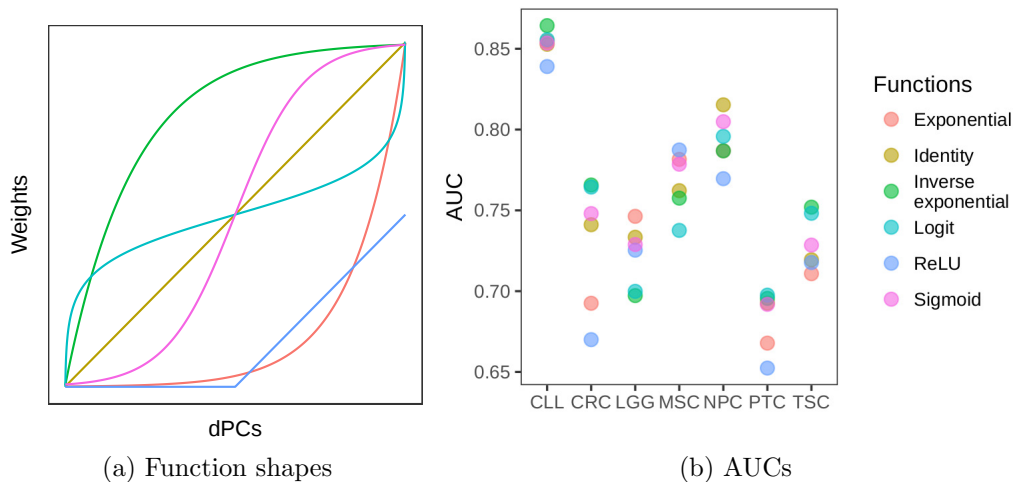 Weights
dPCs
(a) Function shapes
AUC
0.85
0.80
0.75
0.70
0.65
CLL CRC LGG MSC NPC PTC TSC
(b) AUCs
Functions
Exponential
Identity
Inverse
exponential
Logit
ReLU
Sigmoid